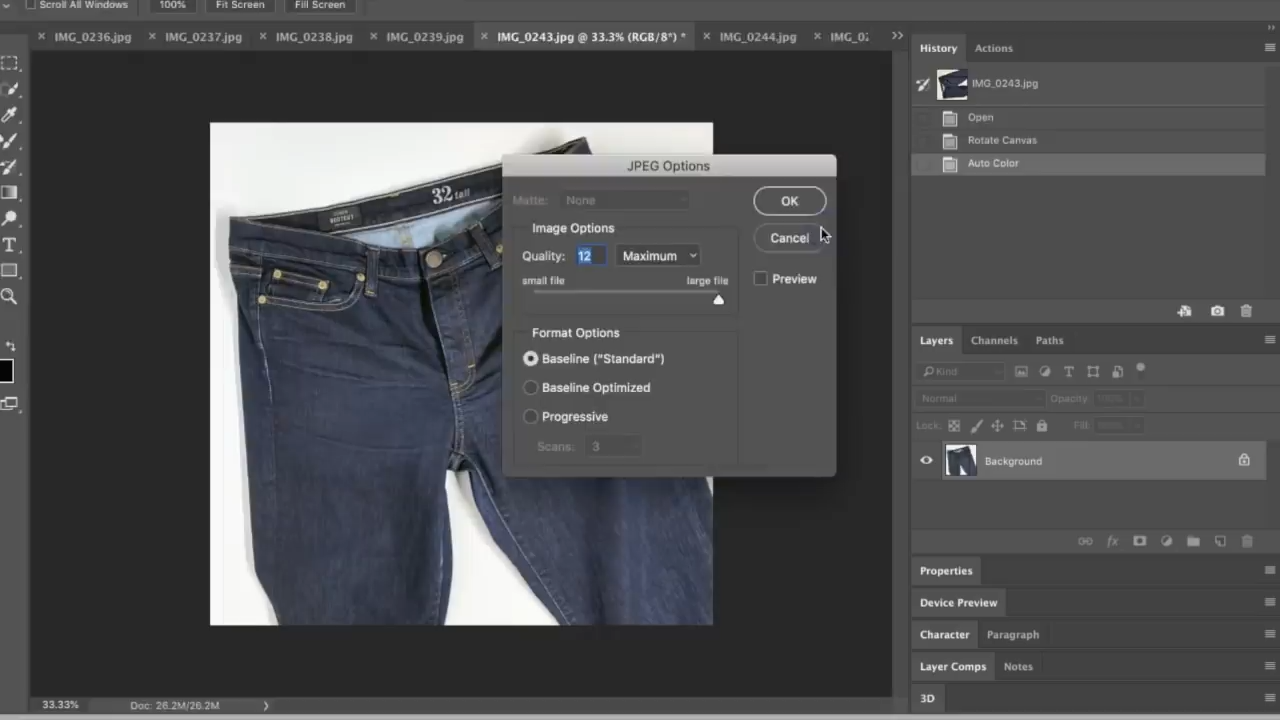 Scroll All Windows 100% Fit Screen Fill Screen
× IMG_0236.jpg × IMG_0237.jpg × IMG_0238.jpg × IMG_0239.jpg × IMG_0243.jpg @ 33.3% (RGB/8*) * × IMG_0244.jpg × IMG_02 »
History Actions
IMG_0243.jpg
Open
Rotate Canvas
Auto Color
32 tall
BOOTCUT
JPEG Options
Matte: None OK
Image Options
Quality: 12 Maximum Cancel
small file large file Preview
Format Options
Baseline ("Standard")
Baseline Optimized
Progressive
Scans: 3
Layers Channels Paths
Kind
Normal Opacity: 100%
Lock: Fill: 100%
Background
fx
Properties
Device Preview
Character Paragraph
Layer Comps Notes
3D
33.33% Doc: 26.2M/26.2M